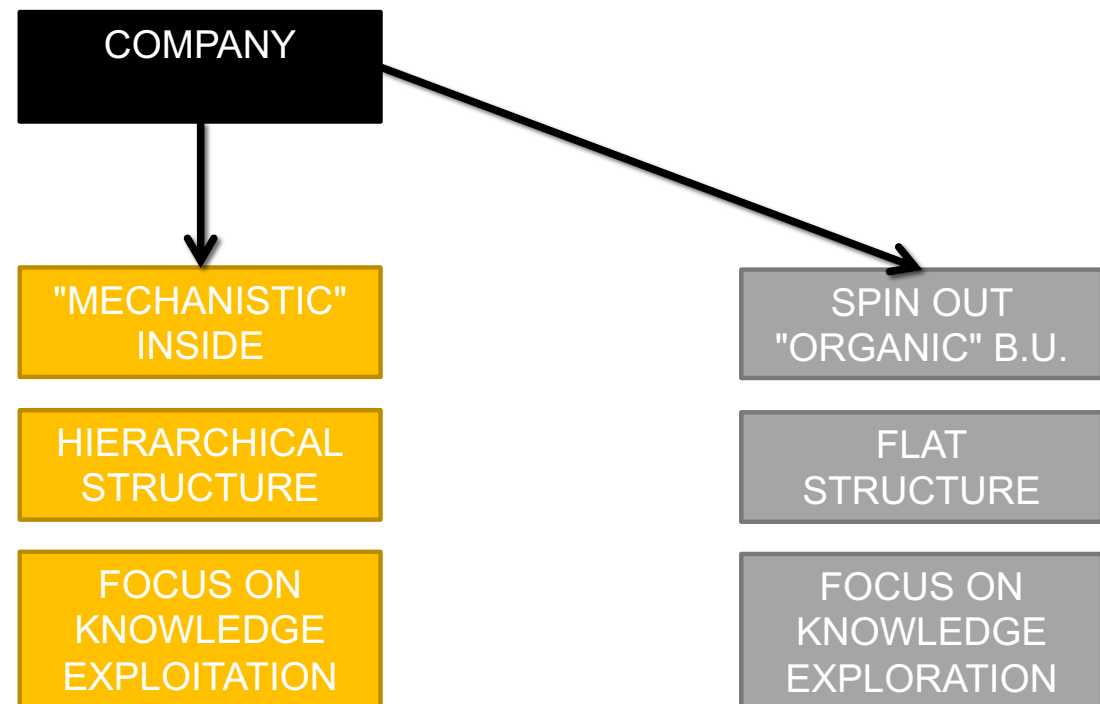 COMPANY
"MECHANISTIC"
INSIDE
SPIN OUT
"ORGANIC" B.U.
HIERARCHICAL
STRUCTURE
FLAT
STRUCTURE
FOCUS ON
KNOWLEDGE
EXPLOITATION
FOCUS ON
KNOWLEDGE
EXPLORATION